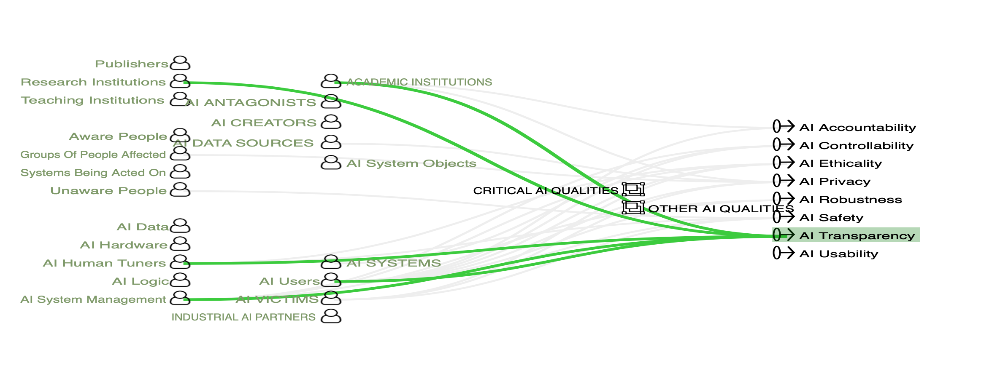 Publishers
Research Institutions
Teaching Institutions
Aware People
Groups Of People Affected
Systems Being Acted On
Unaware People
AI Data
AI Hardware
AI Human Tuners
AI Logic
AI System Management
ACADEMIC INSTITUTIONS
AI ANTAGONISTS
AI CREATORS
AI DATA SOURCES
AI System Objects
AI SYSTEMS
AI Users
AI VICTIMS
INDUSTRIAL AI PARTNERS
CRITICAL AI QUALITIES
OTHER AI QUALITIES
AI Accountability
AI Controllability
AI Ethicality
AI Privacy
AI Robustness
AI Safety
AI Transparency
AI Usability